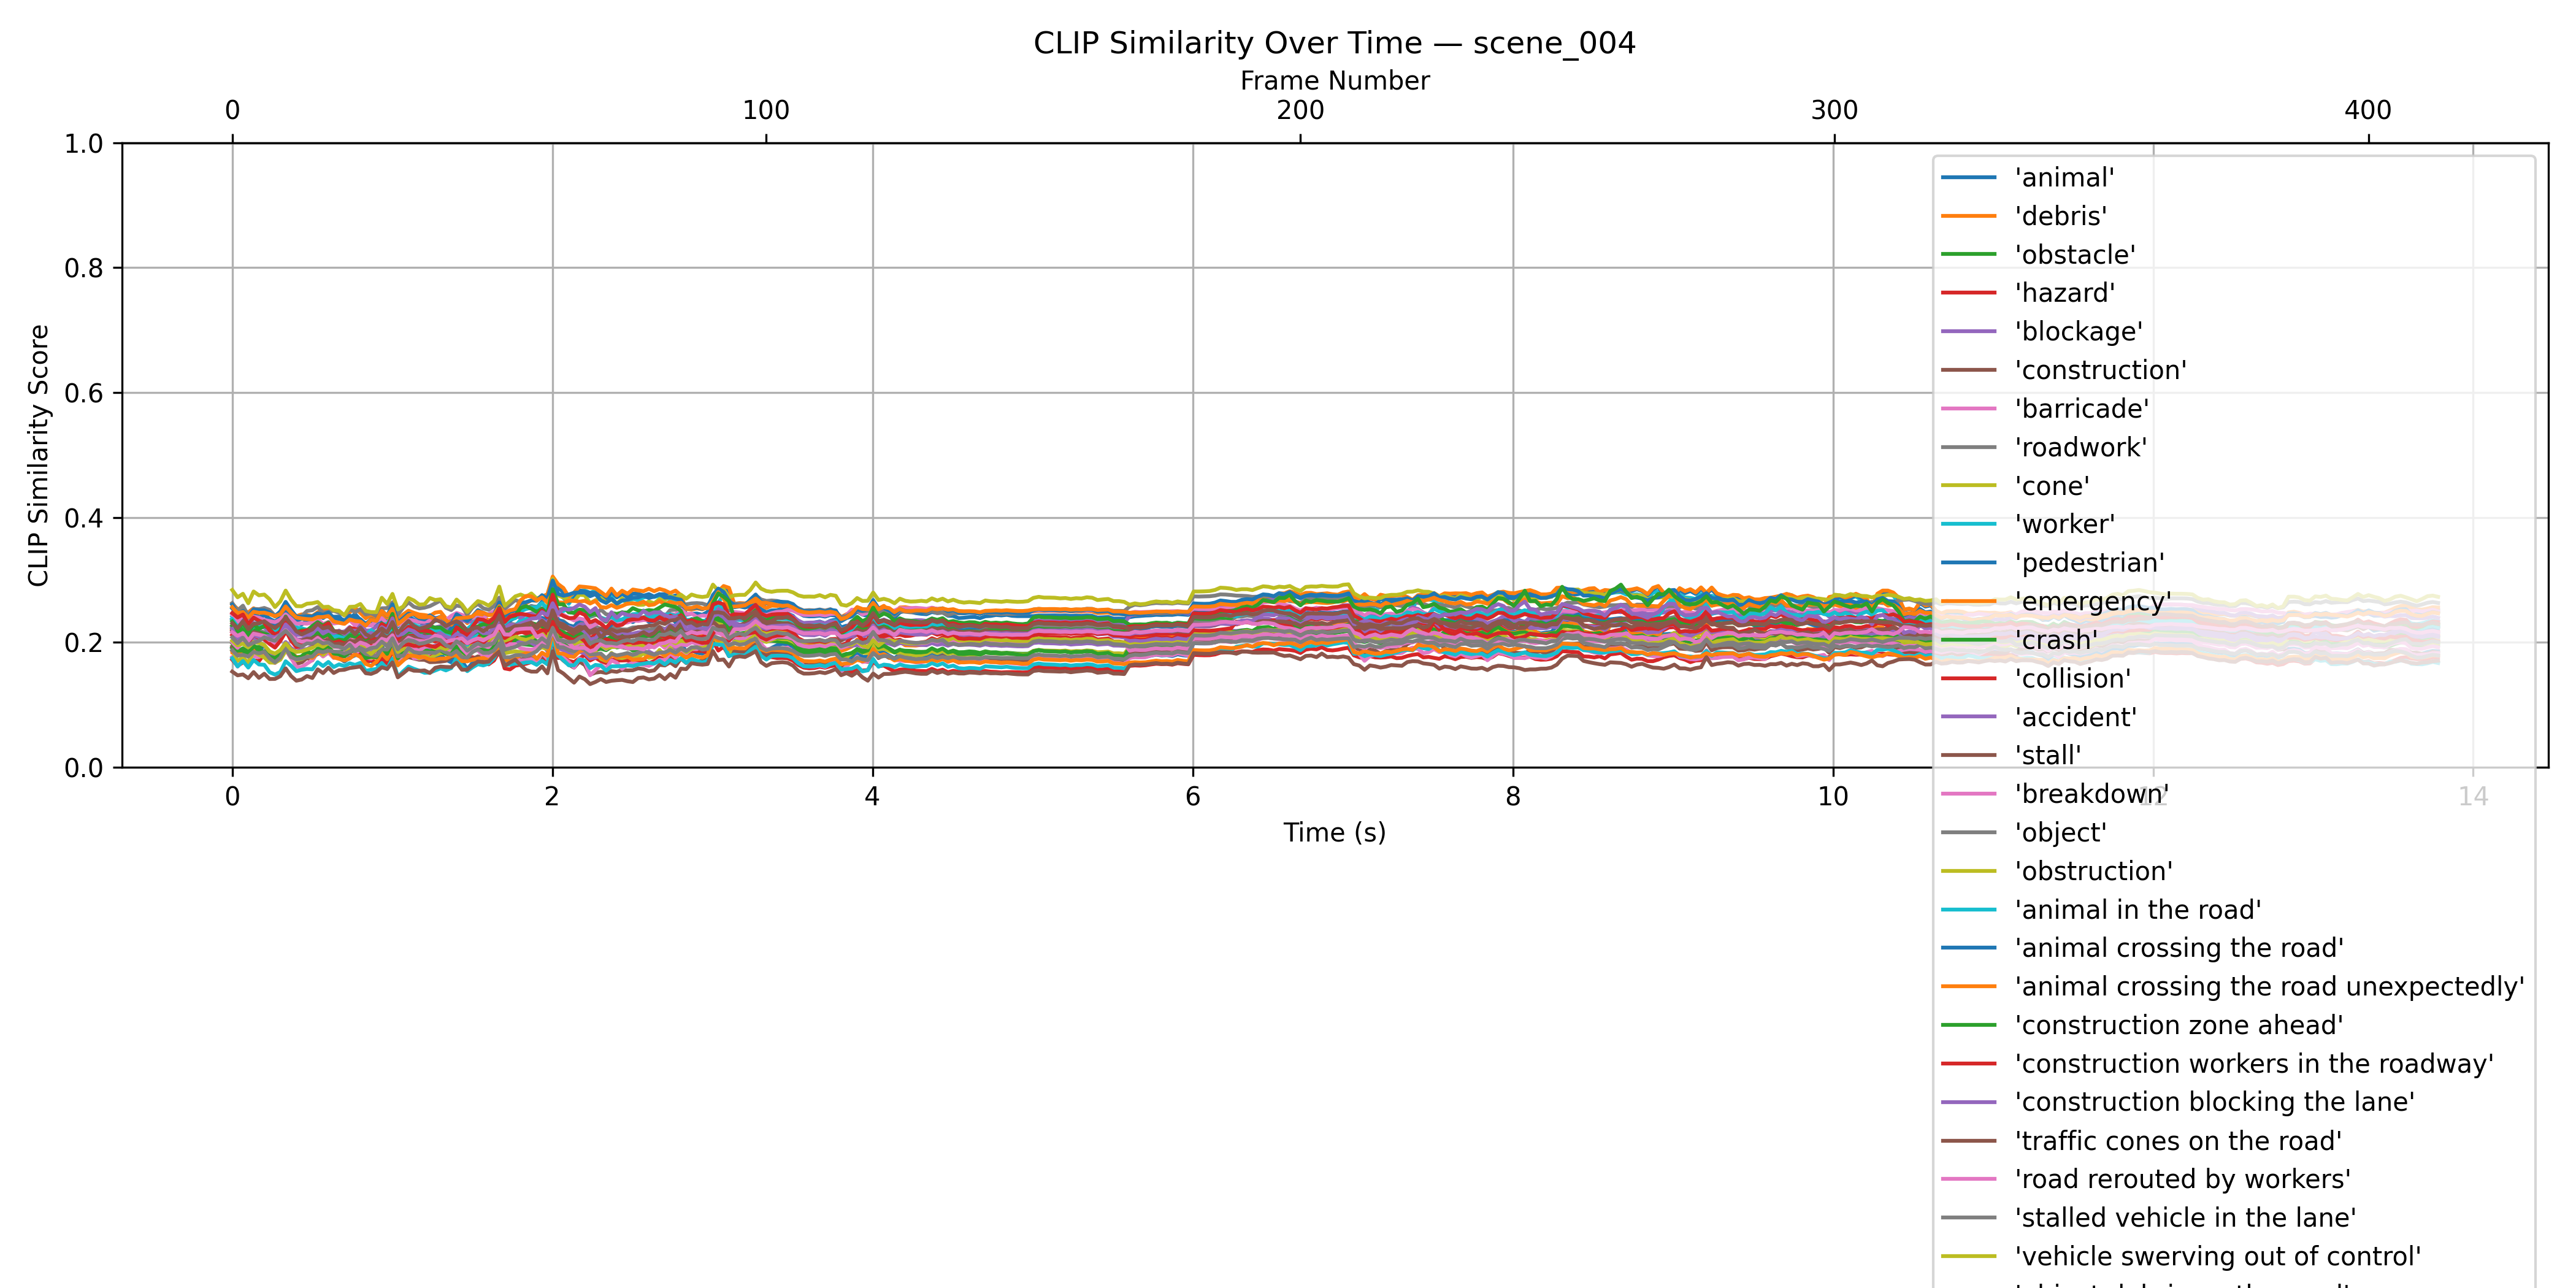 CLIP Similarity Over Time — scene_004
Frame Number
0 100 200 300 400
CLIP Similarity Score
1.0
0.8
0.6
0.4
0.2
0.0
0 2 4 6 8 10 12 14
Time (s)
'animal'
'debris'
'obstacle'
'hazard'
'blockage'
'construction'
'barricade'
'roadwork'
'cone'
'worker'
'pedestrian'
'emergency'
'crash'
'collision'
'accident'
'stall'
'breakdown'
'object'
'obstruction'
'animal in the road'
'animal crossing the road'
'animal crossing the road unexpectedly'
'construction zone ahead'
'construction workers in the roadway'
'construction blocking the lane'
'traffic cones on the road'
'road rerouted by workers'
'stalled vehicle in the lane'
'vehicle swerving out of control'